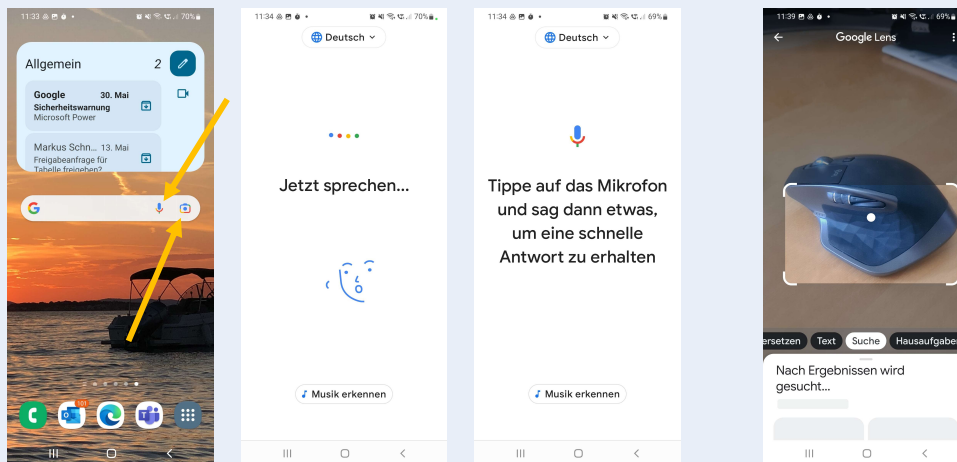 11:33
70%
Allgemein 2
Google 30. Mai
Sicherheitswarnung
Microsoft Power
Markus Schn... 13. Mai
Freigabeanfrage für
Tabelle freigeben?
G
101
11:34
70%
Deutsch
Jetzt sprechen...
Musik erkennen
11:34
69%
Deutsch
Tippe auf das Mikrofon
und sag dann etwas,
um eine schnelle
Antwort zu erhalten
Musik erkennen
11:39
69%
Google Lens
ersetzen Text Suche Hausaufgaben
Nach Ergebnissen wird
gesucht...